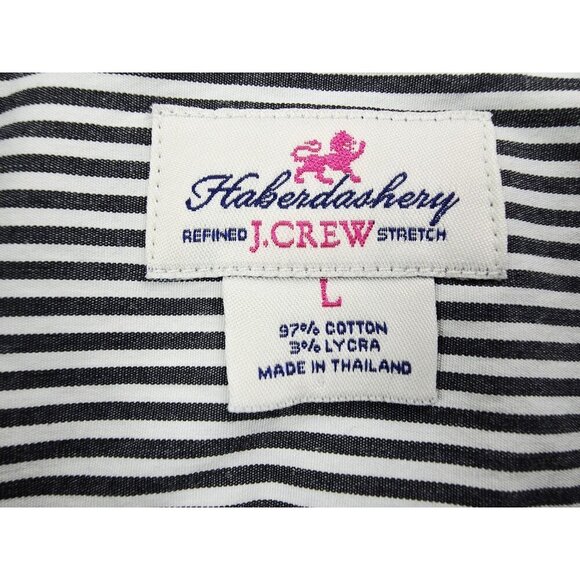 Haberdashery
REFINED J.CREW STRETCH
L
97% COTTON
3% LYCRA
MADE IN THAILAND